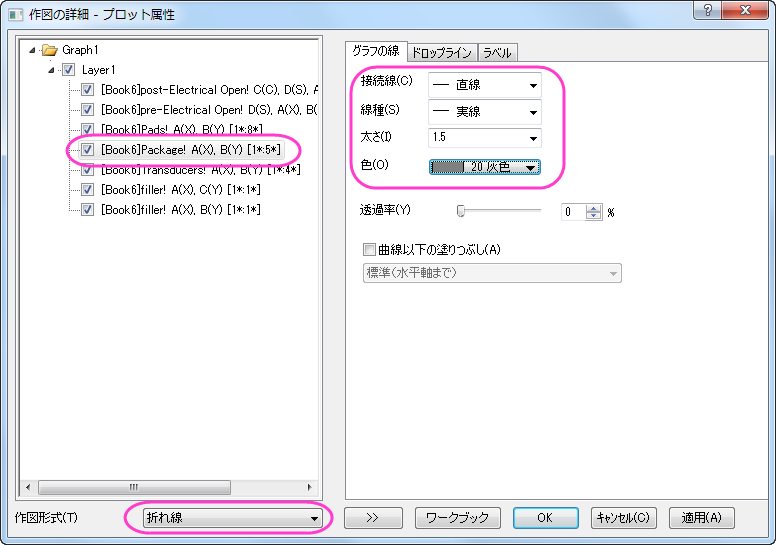 作図の詳細 - プロット属性
Graph1
Layer1
[Book6]post-Electrical Open! C(C), D(S), A
[Book6]pre-Electrical Open! D(S), A(X), B
[Book6]Pads! A(X), B(Y) [1*:8*]
[Book6]Package! A(X), B(Y) [1*:5*]
[Book6]Transducers! A(X), B(Y) [1*:4*]
[Book6]filler! A(X), C(Y) [1*:1*]
[Book6]filler! A(X), B(Y) [1*:1*]
作図形式(T) 折れ線
グラフの線 ドロップライン ラベル
接続線(C) 直線
線種(S) 実線
太さ(I) 1.5
色(O) 20 灰色
透過率(Y) 0 %
曲線以下の塗りつぶし(A)
標準(水平軸まで)
>> ワークブック OK キャンセル(C) 適用(A)